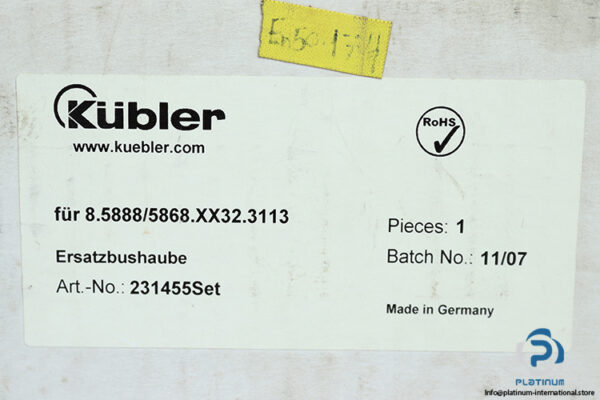 Kübler
www.kuebler.com
RoHS
für 8.5888/5868.XX32.3113
Ersatzbushaube
Art.-No.: 231455Set
Pieces: 1
Batch No.: 11/07
Made in Germany
PLATINUM
Info@platinum-international.store